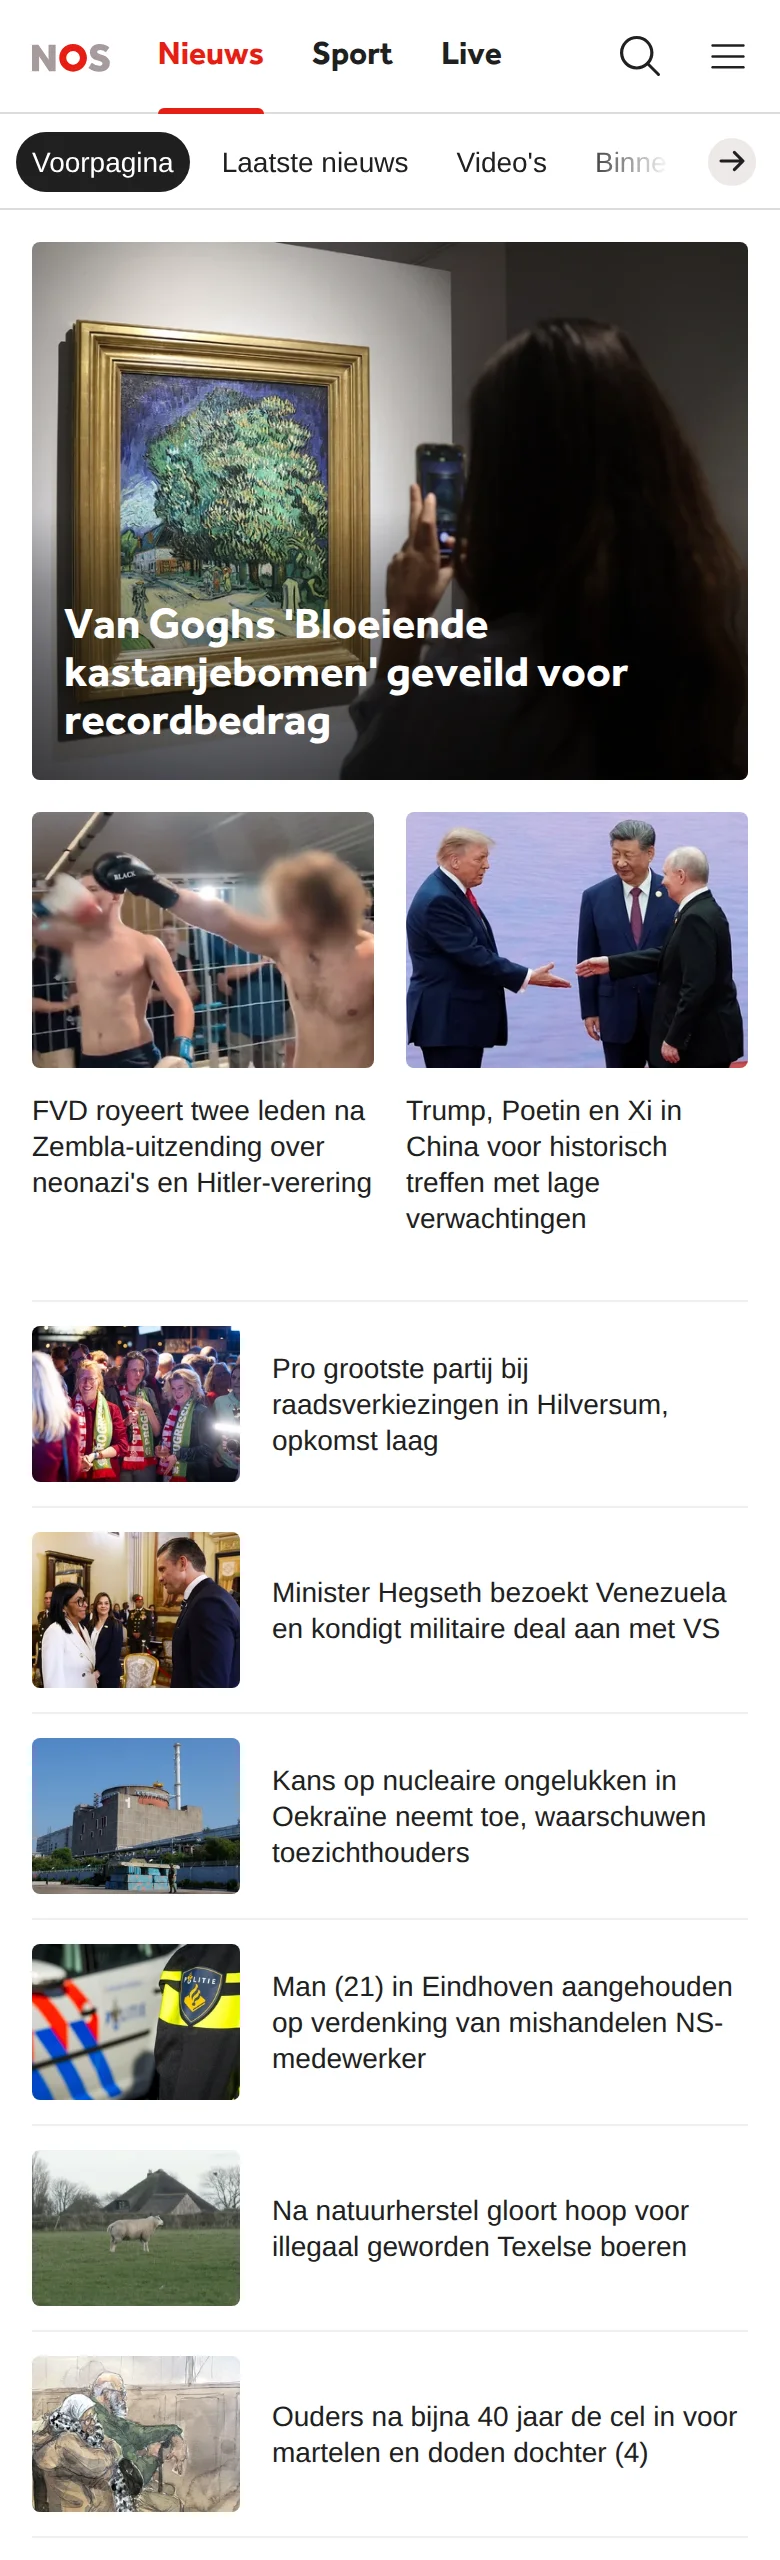 NOS Nieuws Sport Live
Voorpagina Laatste nieuws Video's Binne
Van Goghs 'Bloeiende
kastanjebomen' geveild voor
recordbedrag
BLACK
FVD royeert twee leden na
Zembla-uitzending over
neonazi's en Hitler-verering
Trump, Poetin en Xi in
China voor historisch
treffen met lage
verwachtingen
Pro grootste partij bij
raadsverkiezingen in Hilversum,
opkomst laag
Minister Hegseth bezoekt Venezuela
en kondigt militaire deal aan met VS
1
Kans op nucleaire ongelukken in
Oekraïne neemt toe, waarschuwen
toezichthouders
POLITIE
Man (21) in Eindhoven aangehouden
op verdenking van mishandelen NS-
medewerker
Na natuurherstel gloort hoop voor
illegaal geworden Texelse boeren
Ouders na bijna 40 jaar de cel in voor
martelen en doden dochter (4)